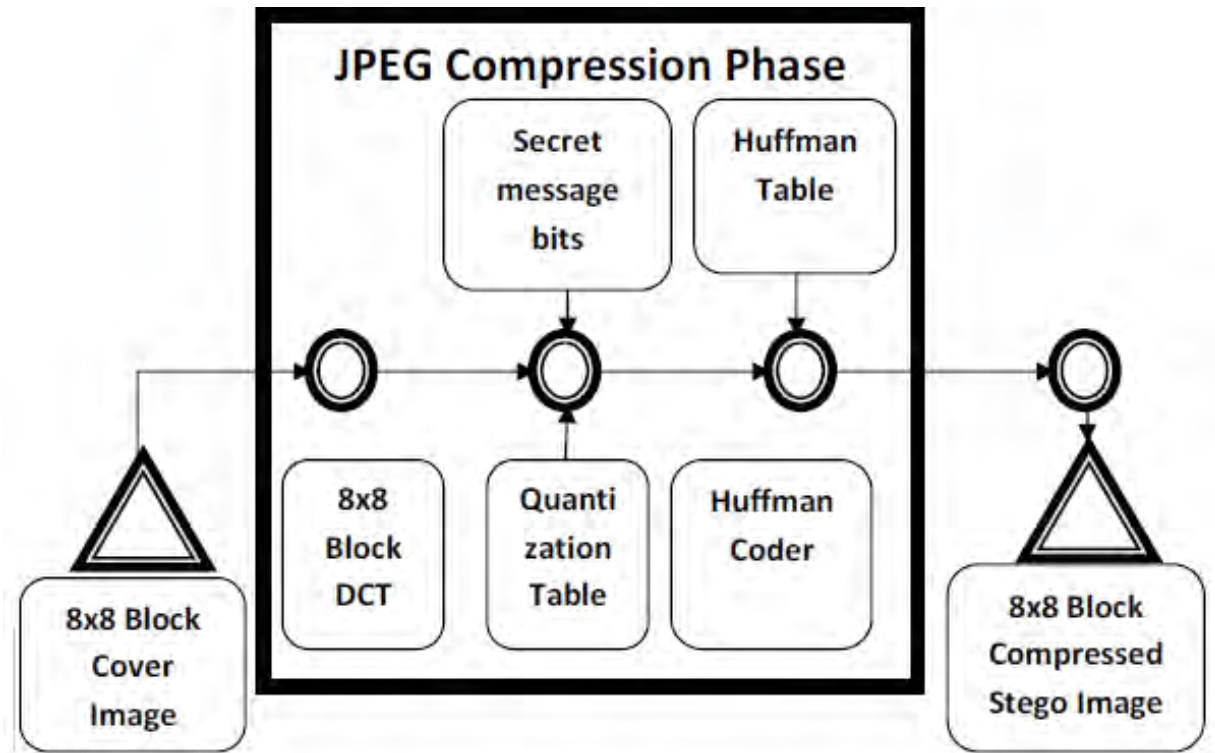 JPEG Compression Phase
Secret
message
bits
Huffman
Table
8x8
Block
DCT
Quanti
zation
Table
Huffman
Coder
8x8 Block
Cover
Image
8x8 Block
Compressed
Stego Image